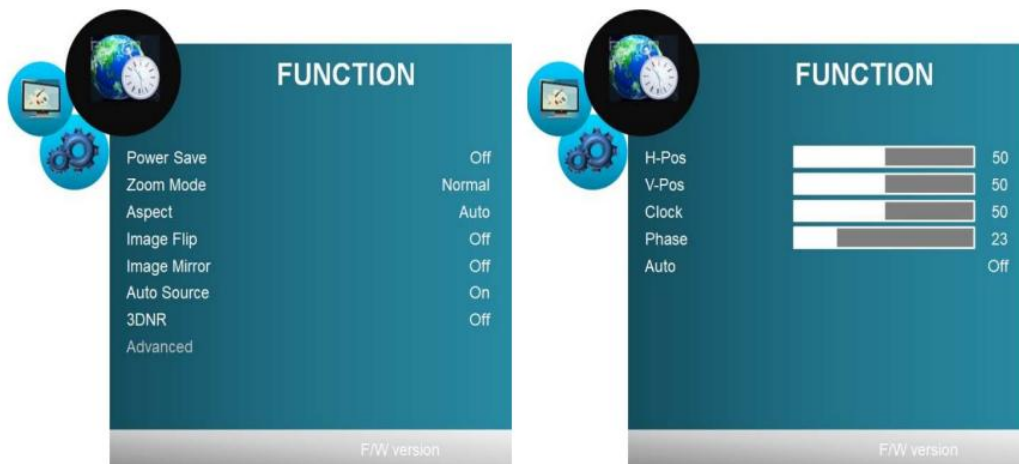 FUNCTION
Power Save Off
Zoom Mode Normal
Aspect Auto
Image Flip Off
Image Mirror Off
Auto Source On
3DNR Off
Advanced
F/W version
FUNCTION
H-Pos 50
V-Pos 50
Clock 50
Phase 23
Auto Off
F/W version